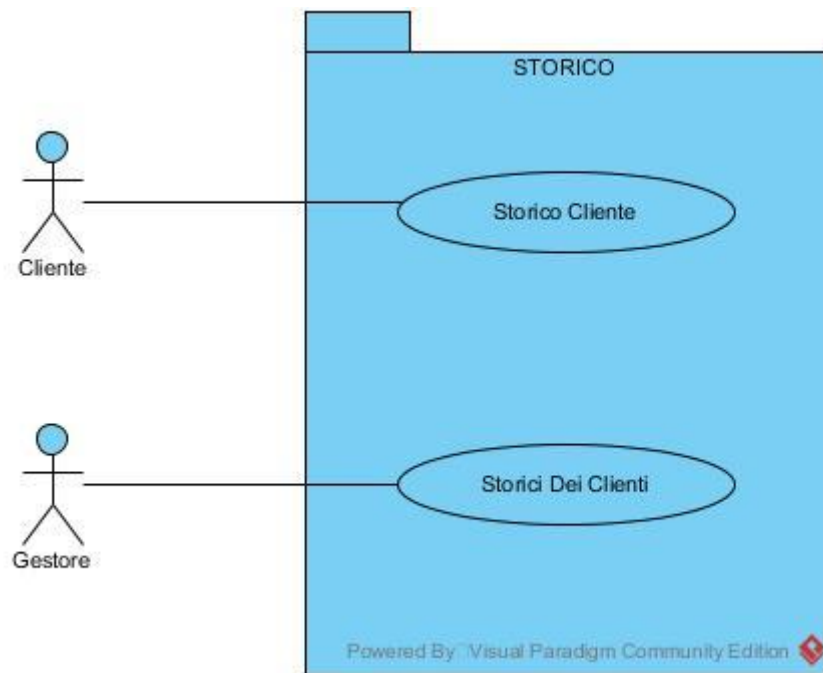 STORICO
Storico Cliente
Cliente
Storici Dei Clienti
Gestore
Powered By Visual Paradigm Community Edition